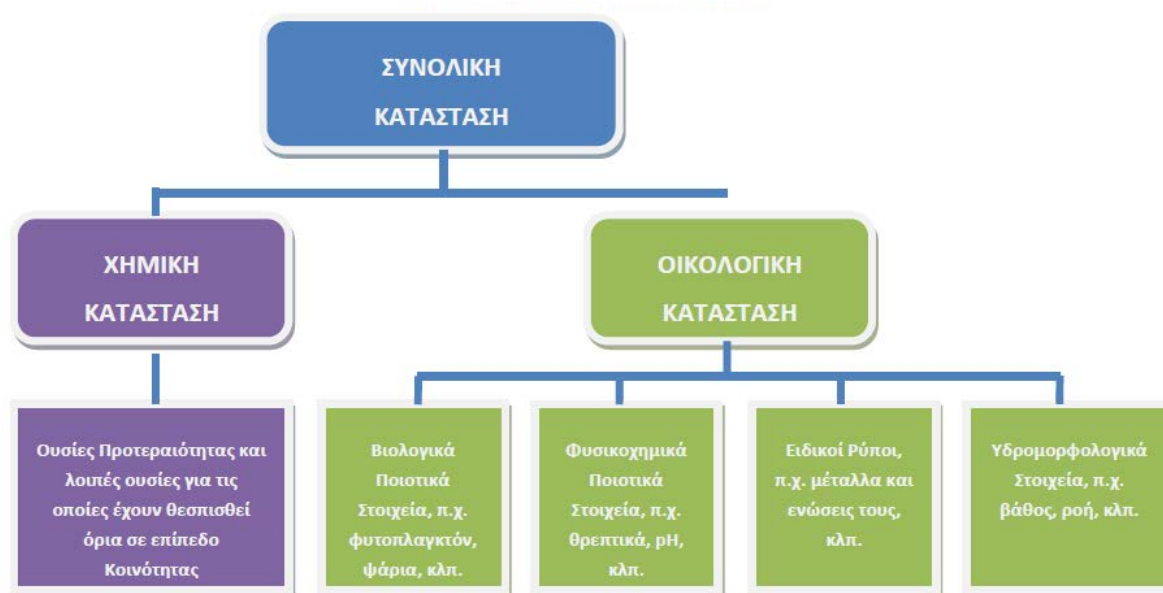 ΣΥΝΟΛΙΚΗ
ΚΑΤΑΣΤΑΣΗ
ΧΗΜΙΚΗ
ΚΑΤΑΣΤΑΣΗ
ΟΙΚΟΛΟΓΙΚΗ
ΚΑΤΑΣΤΑΣΗ
Ουσίες Προτεραιότητας και
λοιπές ουσίες για τις
οποίες έχουν θεσπισθεί
όρια σε επίπεδο
Κοινότητας
Βιολογικά
Ποιοτικά
Στοιχεία, π.χ.
φυτοπλαγκτόν,
ψάρια, κλπ.
Φυσικοχημικά
Ποιοτικά
Στοιχεία, π.χ.
θρεπτικά, pH,
κλπ.
Ειδικοί Ρύποι,
π.χ. μέταλλα και
ενώσεις τους,
κλπ.
Υδρομορφολογικά
Στοιχεία, π.χ.
βάθος, ροή, κλπ.